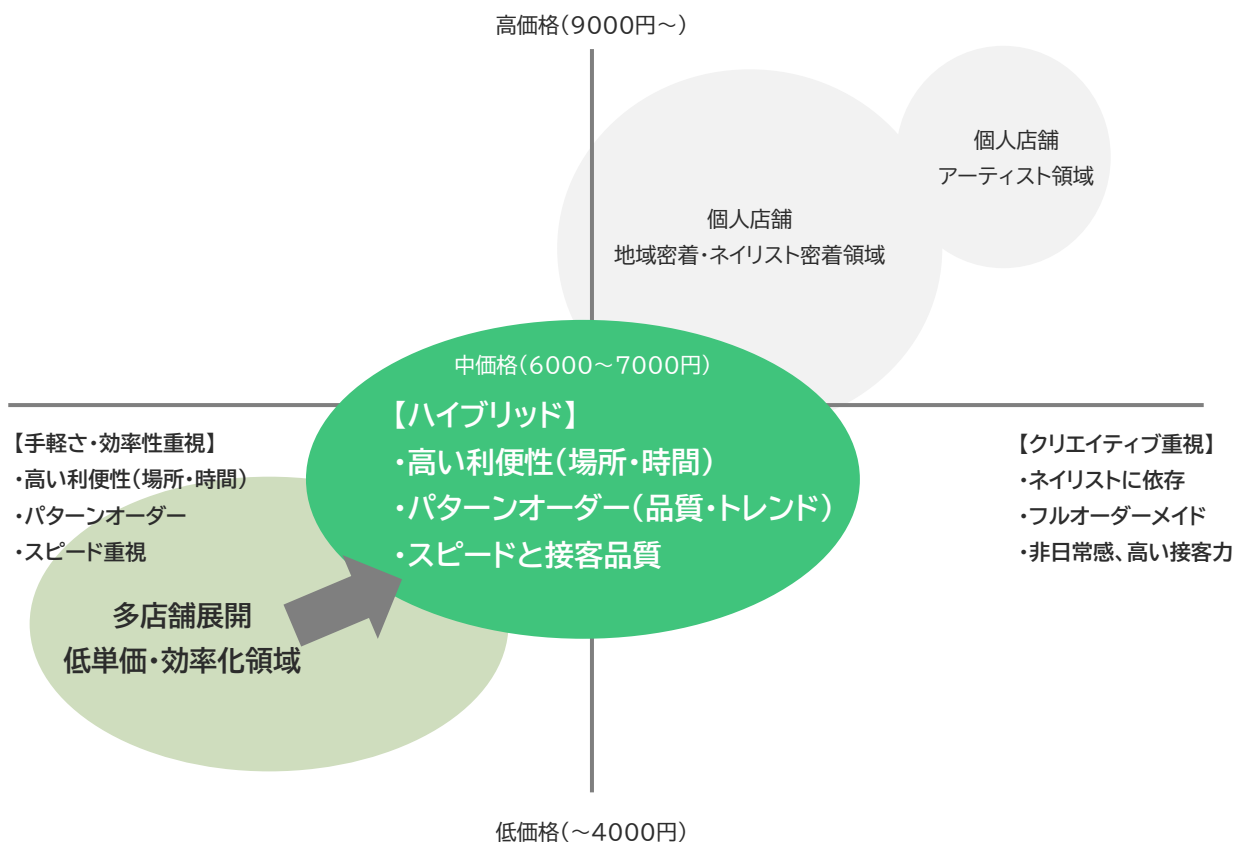 高価格(9000円～)
個人店舗
アーティスト領域
個人店舗
地域密着・ネイリスト密着領域
中価格(6000～7000円)
【ハイブリッド】
・高い利便性(場所・時間)
・パターンオーダー(品質・トレンド)
・スピードと接客品質
【手軽さ・効率性重視】
・高い利便性(場所・時間)
・パターンオーダー
・スピード重視
【クリエイティブ重視】
・ネイリストに依存
・フルオーダーメイド
・非日常感、高い接客力
多店舗展開
低単価・効率化領域
低価格(～4000円)